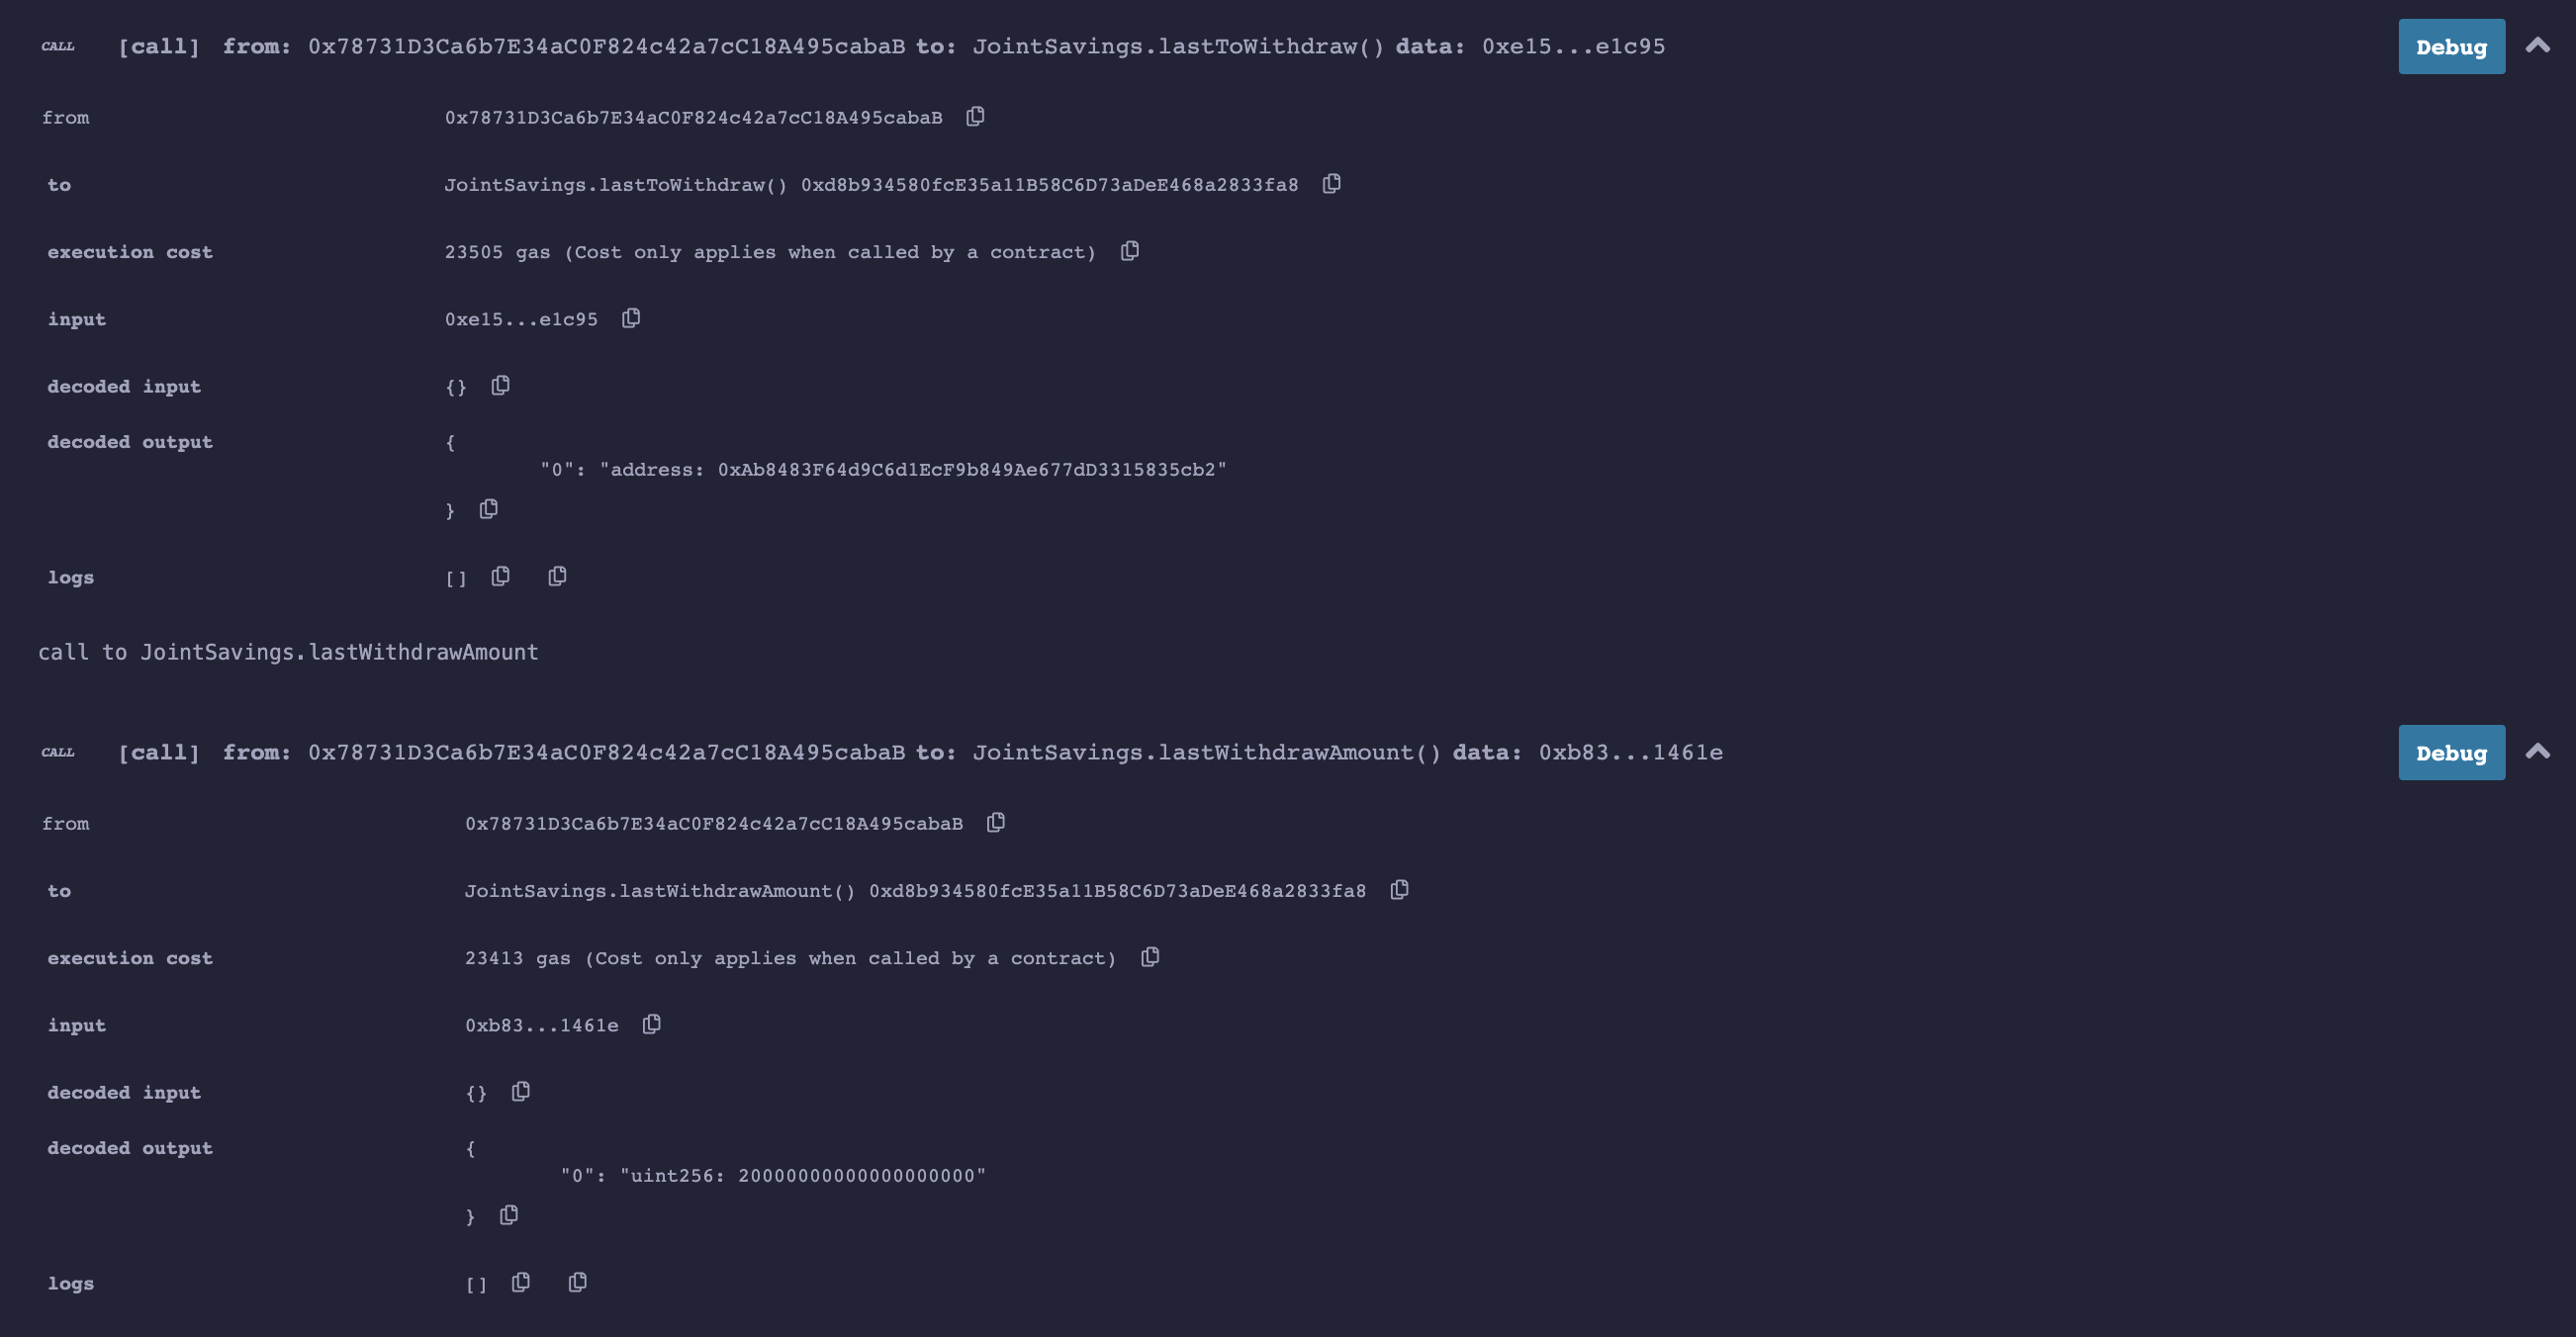 CALL [call] from: 0x78731D3Ca6b7E34aC0F824c42a7cC18A495cabaB to: JointSavings.lastToWithdraw() data: 0xe15...e1c95 Debug
from 0x78731D3Ca6b7E34aC0F824c42a7cC18A495cabaB
to JointSavings.lastToWithdraw() 0xd8b934580fcE35a11B58C6D73aDeE468a2833fa8
execution cost 23505 gas (Cost only applies when called by a contract)
input 0xe15...e1c95
decoded input {}
decoded output {
"0": "address: 0xAb8483F64d9C6d1EcF9b849Ae677dD3315835cb2"
}
logs []
call to JointSavings.lastWithdrawAmount
CALL [call] from: 0x78731D3Ca6b7E34aC0F824c42a7cC18A495cabaB to: JointSavings.lastWithdrawAmount() data: 0xb83...1461e Debug
from 0x78731D3Ca6b7E34aC0F824c42a7cC18A495cabaB
to JointSavings.lastWithdrawAmount() 0xd8b934580fcE35a11B58C6D73aDeE468a2833fa8
execution cost 23413 gas (Cost only applies when called by a contract)
input 0xb83...1461e
decoded input {}
decoded output {
"0": "uint256: 20000000000000000000"
}
logs []